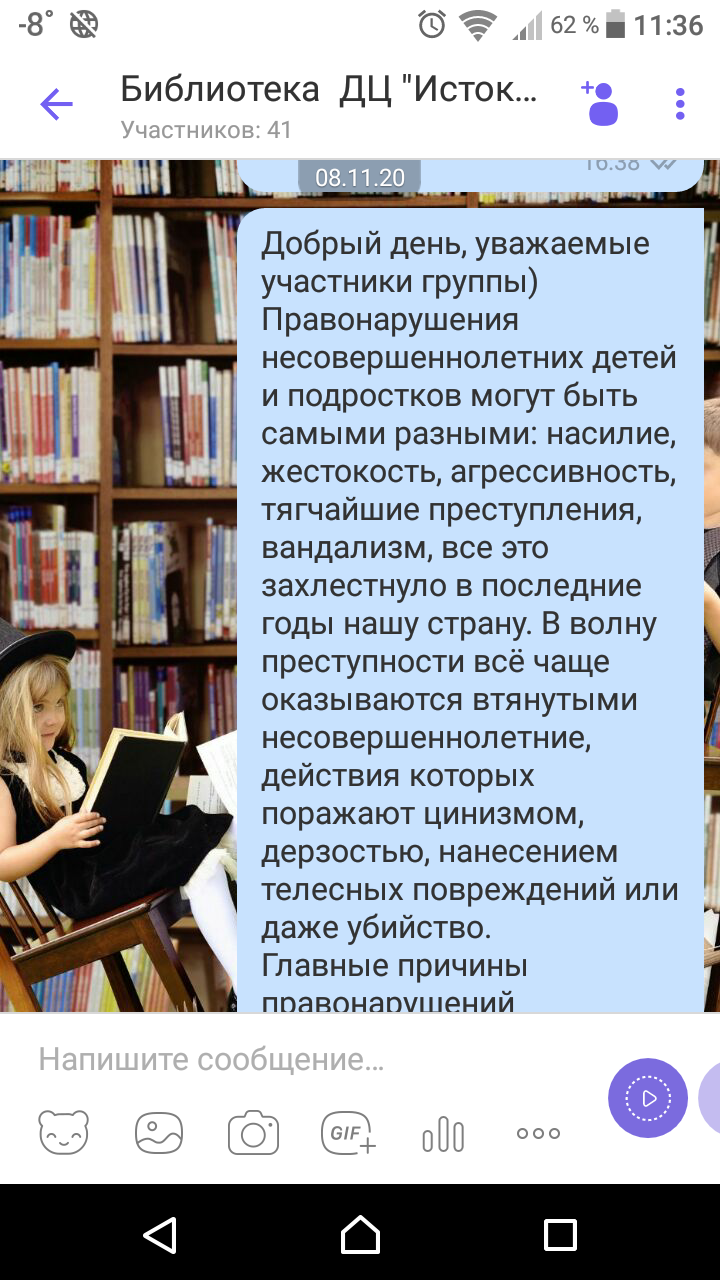 -8° 62 % 11:36
Библиотека ДЦ "Исток...
Участников: 41
16.38
08.11.20
Добрый день, уважаемые
участники группы)
Правонарушения
несовершеннолетних детей
и подростков могут быть
самыми разными: насилие,
жестокость, агрессивность,
тягчайшие преступления,
вандализм, все это
захлестнуло в последние
годы нашу страну. В волну
преступности всё чаще
оказываются втянутыми
несовершеннолетние,
действия которых
поражают цинизмом,
дерзостью, нанесением
телесных повреждений или
даже убийство.
Главные причины
правонарушений
Напишите сообщение...
GIF